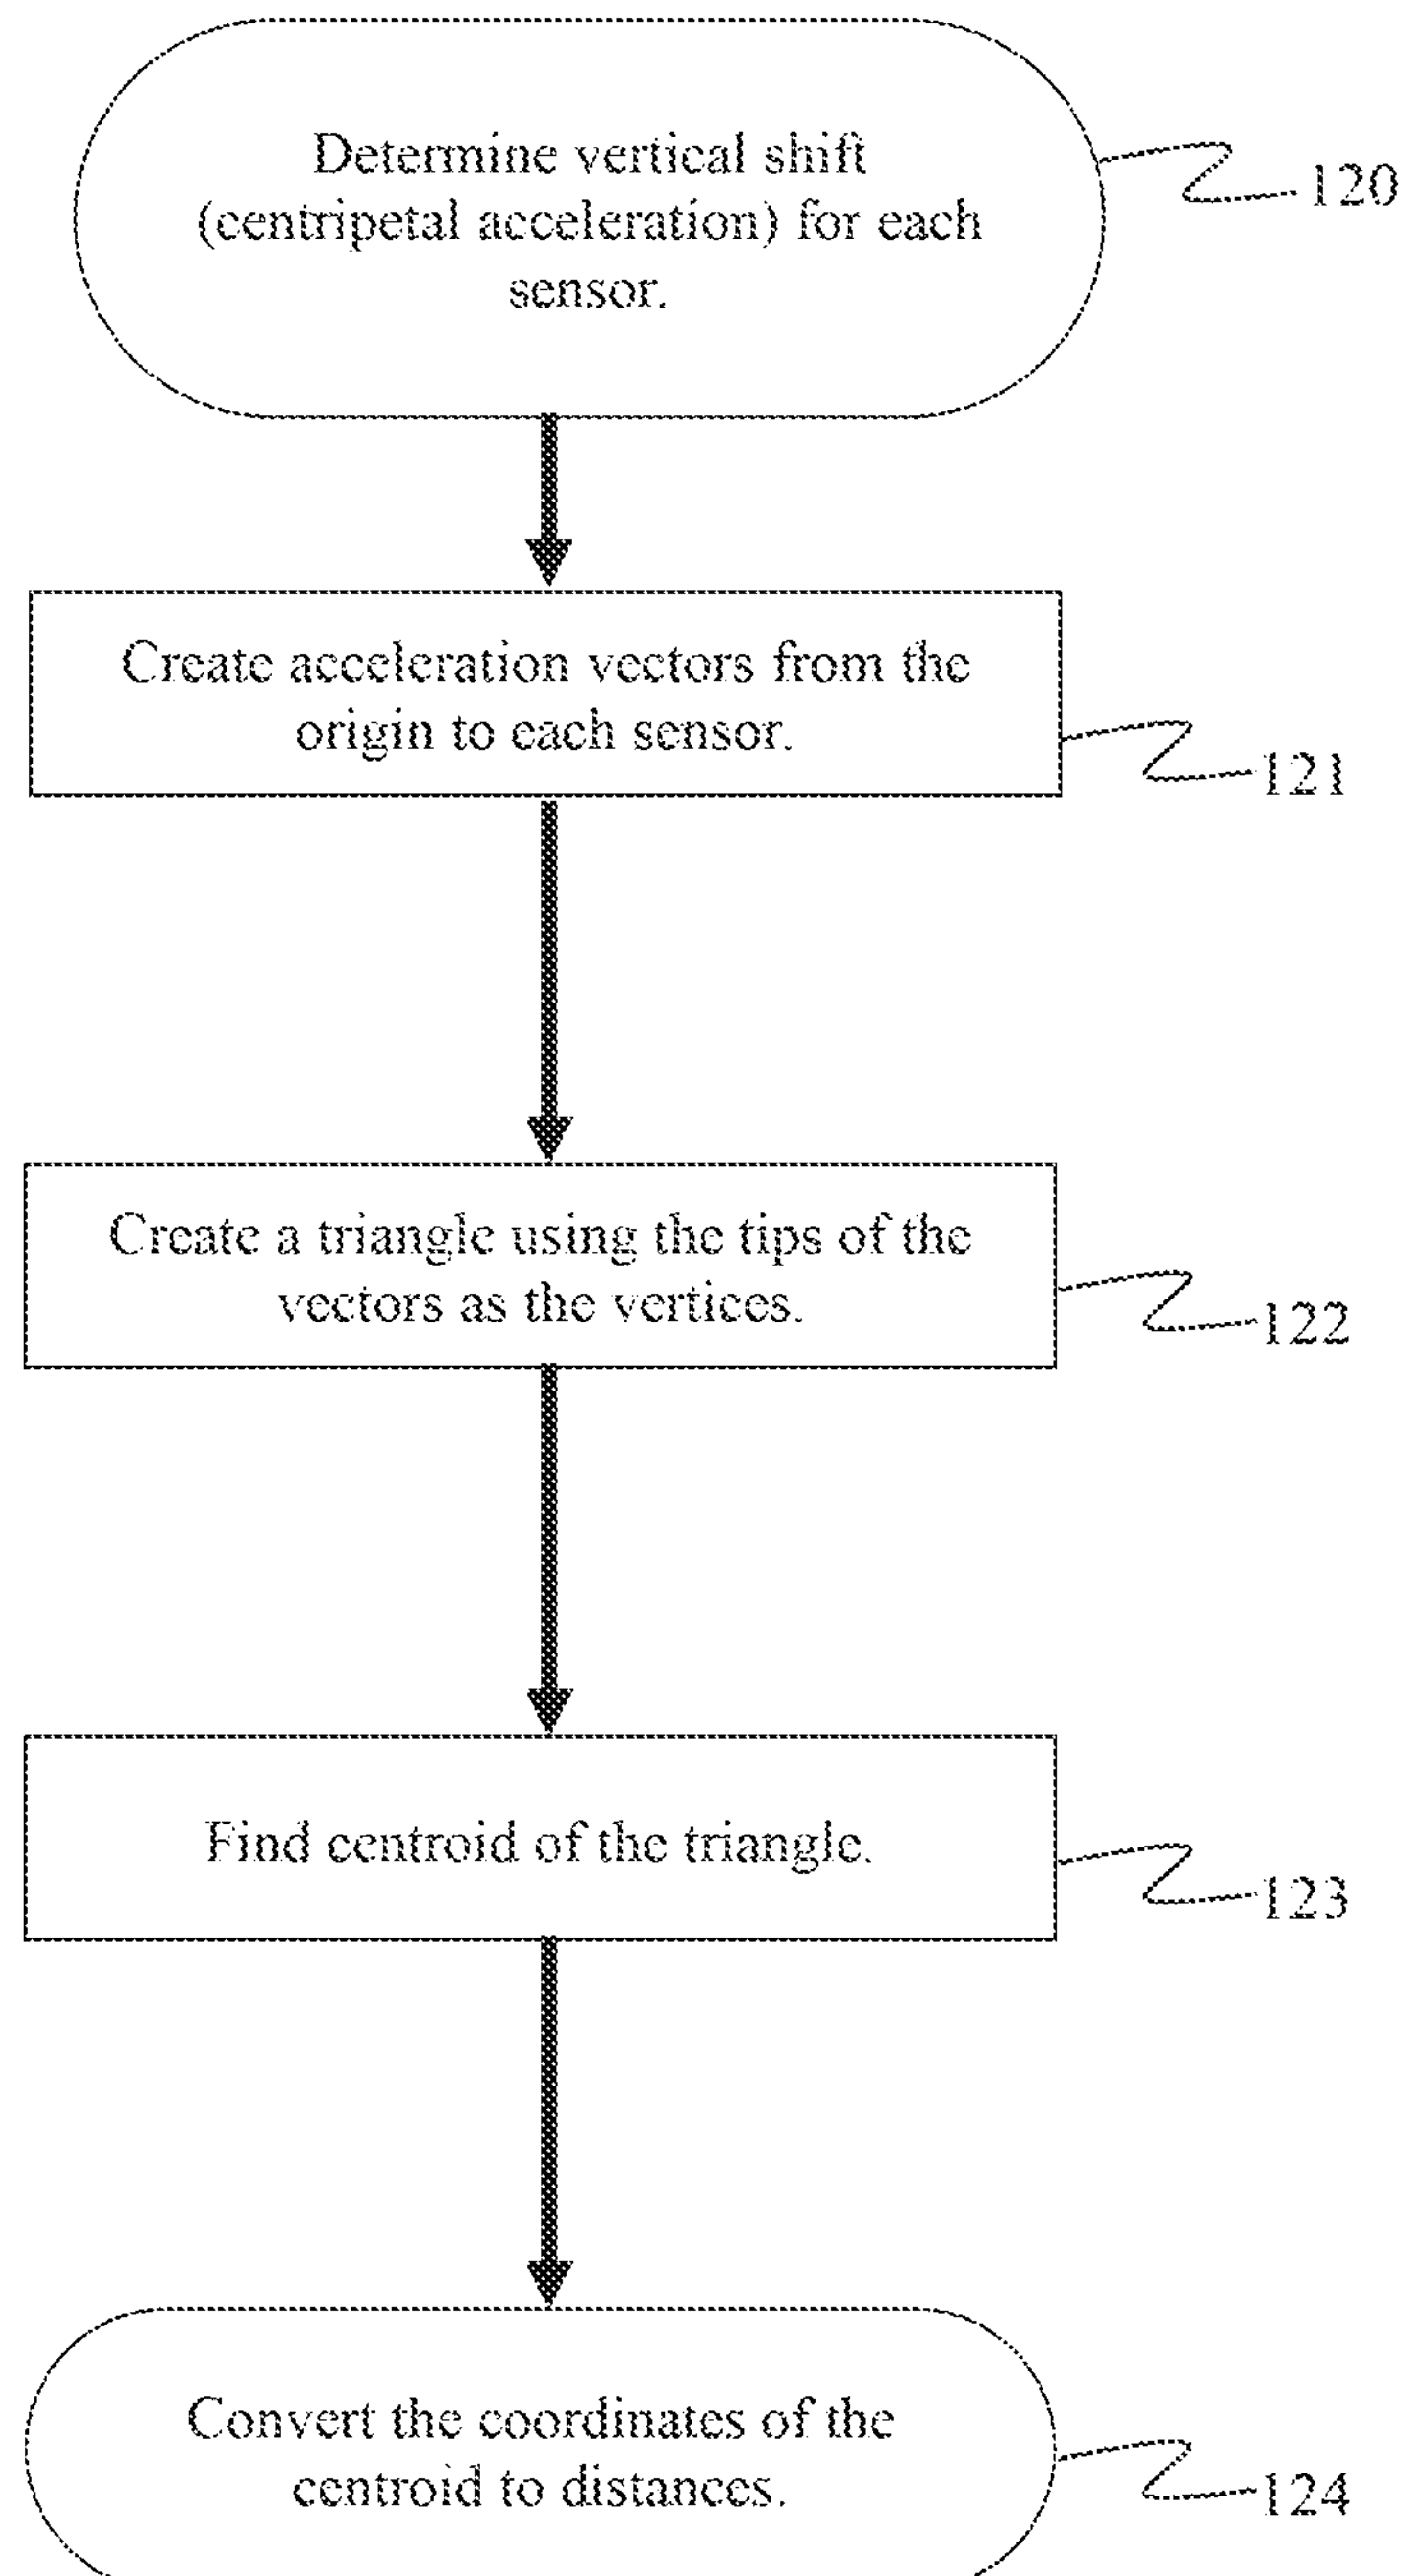 Determine vertical shift
(centripetal acceleration) for each
sensor.
120
Create acceleration vectors from the
origin to each sensor.
121
Create a triangle using the tips of the
vectors as the vertices.
122
Find centroid of the triangle.
123
Convert the coordinates of the
centroid to distances.
124